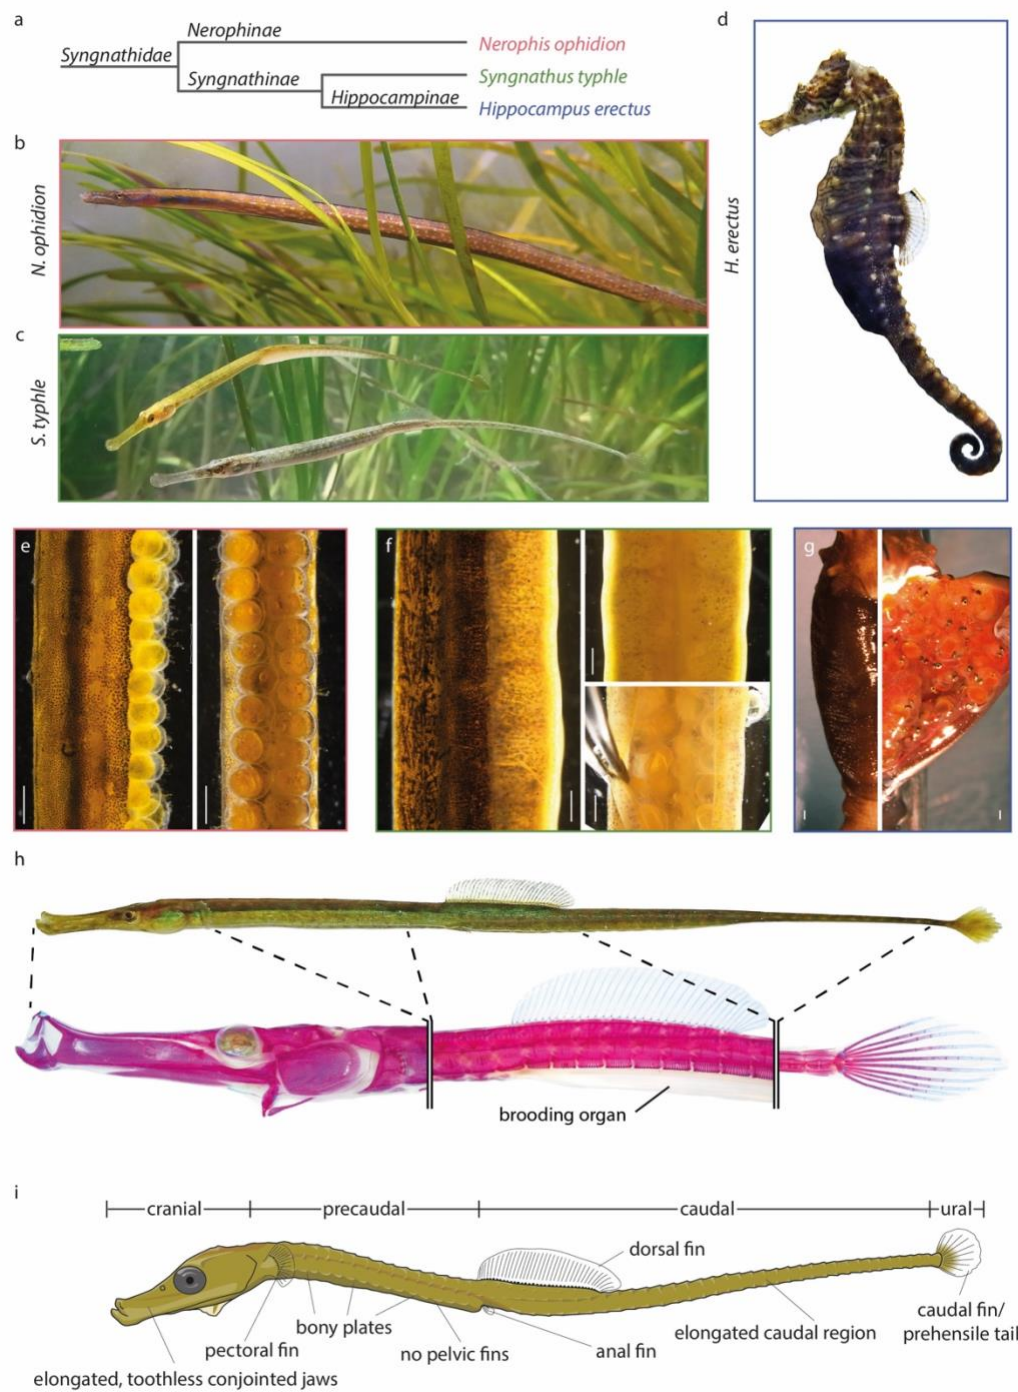 a
Nerophinae
Syngnathidae
Nerophis ophidion
Syngnathinae
Syngnathus typhle
Hippocampinae
Hippocampus erectus
b
N. ophidion
c
S. typhle
d
H. erectus
e
f
g
h
brooding organ
i
cranial
precaudal
caudal
ural
dorsal fin
bony plates
pectoral fin
no pelvic fins
anal fin
elongated caudal region
caudal fin/
prehensile tail
elongated, toothless conjointed jaws